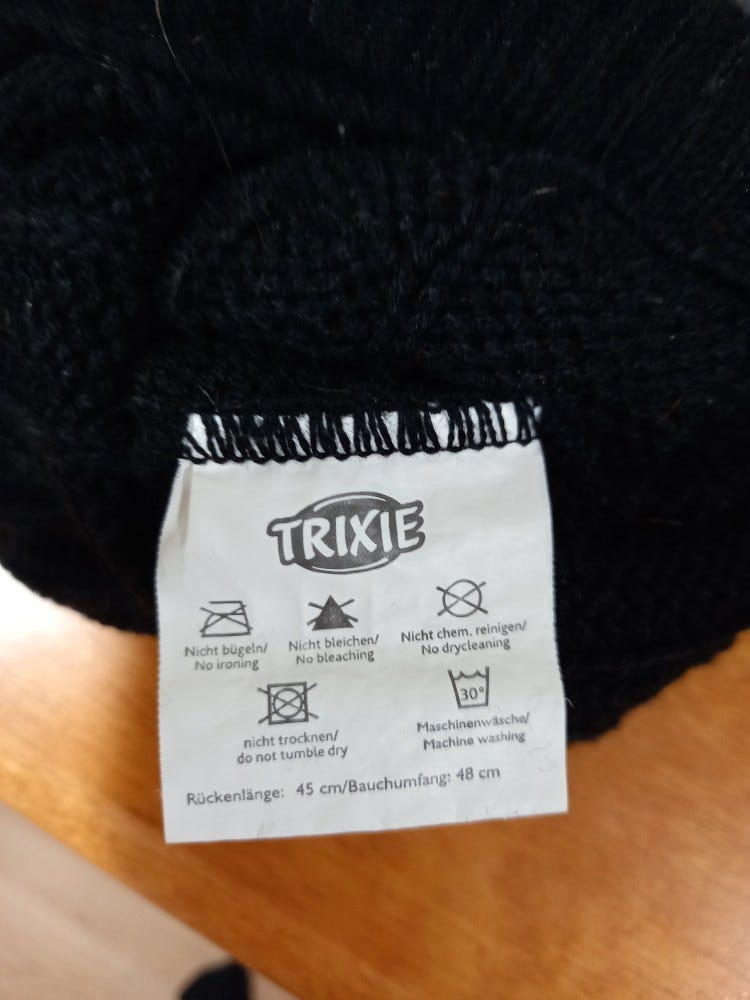 TRIXIE
Nicht bügeln/
No ironing
Nicht bleichen/
No bleaching
Nicht chem. reinigen/
No drycleaning
nicht trocknen/
do not tumble dry
30°
Maschinenwäsche/
Machine washing
Rückenlänge: 45 cm/Bauchumfang: 48 cm